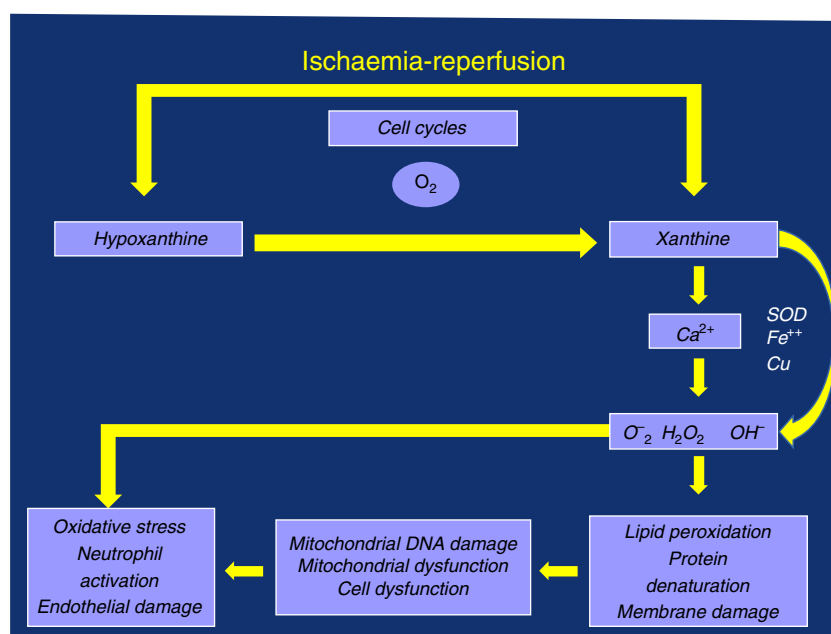 Ischaemia-reperfusion
Cell cycles
O₂
Hypoxanthine
Xanthine
Ca²⁺
SOD
Fe⁺⁺
Cu
O⁻₂ H₂O₂ OH⁻
Oxidative stress
Neutrophil
activation
Endothelial damage
Mitochondrial DNA damage
Mitochondrial dysfunction
Cell dysfunction
Lipid peroxidation
Protein
denaturation
Membrane damage